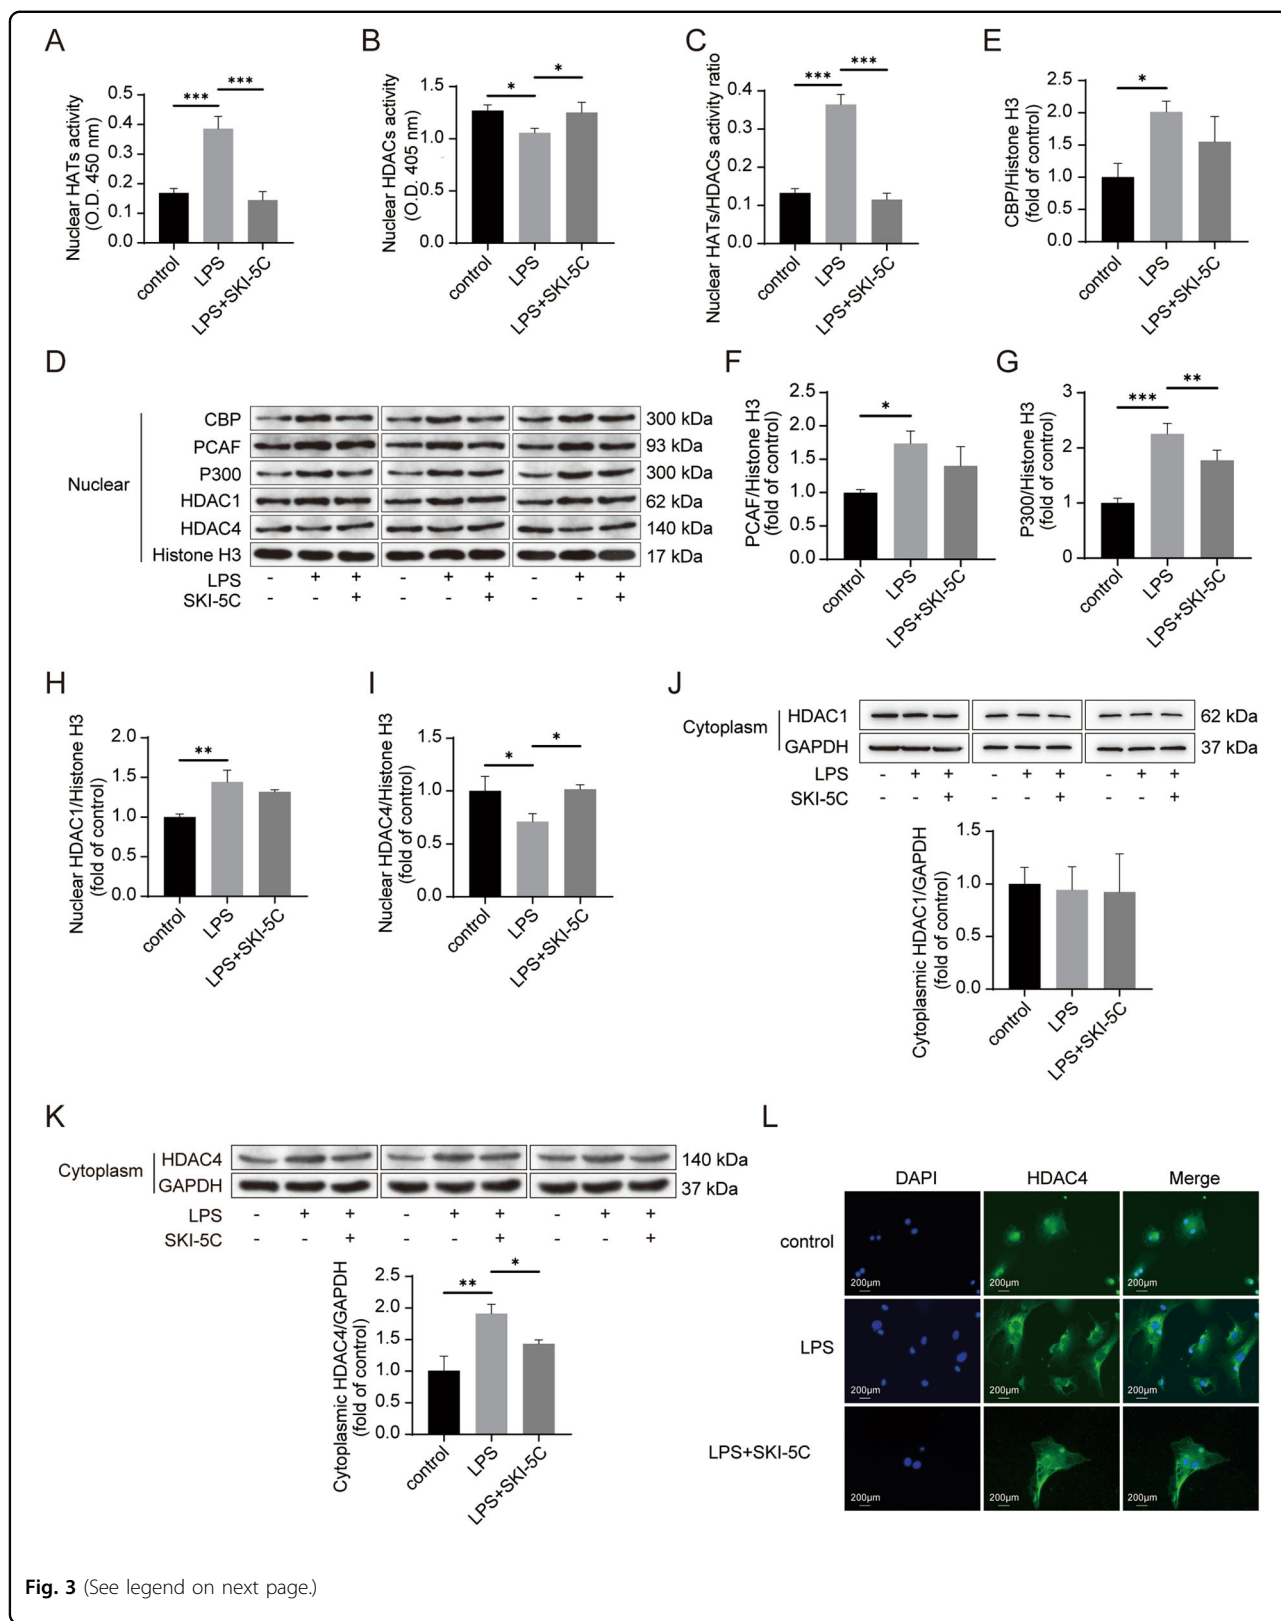 A
Nuclear HATs activity
(O.D. 450 nm)
0.5
0.4
0.3
0.2
0.1
0.0
***
***
control
LPS
LPS+SKI-5C
B
Nuclear HDACs activity
(O.D. 405 nm)
1.5
1.0
0.5
0.0
*
*
control
LPS
LPS+SKI-5C
C
Nuclear HATs/HDACs activity ratio
0.4
0.3
0.2
0.1
0.0
***
***
control
LPS
LPS+SKI-5C
E
CBP/Histone H3
(fold of control)
2.5
2.0
1.5
1.0
0.5
0.0
*
control
LPS
LPS+SKI-5C
D
Nuclear
CBP 300 kDa
PCAF 93 kDa
P300 300 kDa
HDAC1 62 kDa
HDAC4 140 kDa
Histone H3 17 kDa
LPS - + + - + + - + +
SKI-5C - - + - - + - - +
F
PCAF/Histone H3
(fold of control)
2.5
2.0
1.5
1.0
0.5
0.0
*
control
LPS
LPS+SKI-5C
G
P300/Histone H3
(fold of control)
3
2
1
0
***
**
control
LPS
LPS+SKI-5C
H
Nuclear HDAC1/Histone H3
(fold of control)
2.0
1.5
1.0
0.5
0.0
**
control
LPS
LPS+SKI-5C
I
Nuclear HDAC4/Histone H3
(fold of control)
1.5
1.0
0.5
0.0
*
*
control
LPS
LPS+SKI-5C
J
Cytoplasm
HDAC1 62 kDa
GAPDH 37 kDa
LPS - + + - + + - + +
SKI-5C - - + - - + - - +
Cytoplasmic HDAC1/GAPDH
(fold of control)
1.5
1.0
0.5
0.0
control
LPS
LPS+SKI-5C
K
Cytoplasm
HDAC4 140 kDa
GAPDH 37 kDa
LPS - + + - + + - + +
SKI-5C - - + - - + - - +
Cytoplasmic HDAC4/GAPDH
(fold of control)
2.5
2.0
1.5
1.0
0.5
0.0
**
*
control
LPS
LPS+SKI-5C
L
DAPI HDAC4 Merge
control
200μm 200μm 200μm
LPS
200μm 200μm 200μm
LPS+SKI-5C
200μm 200μm 200μm
Fig. 3 (See legend on next page.)